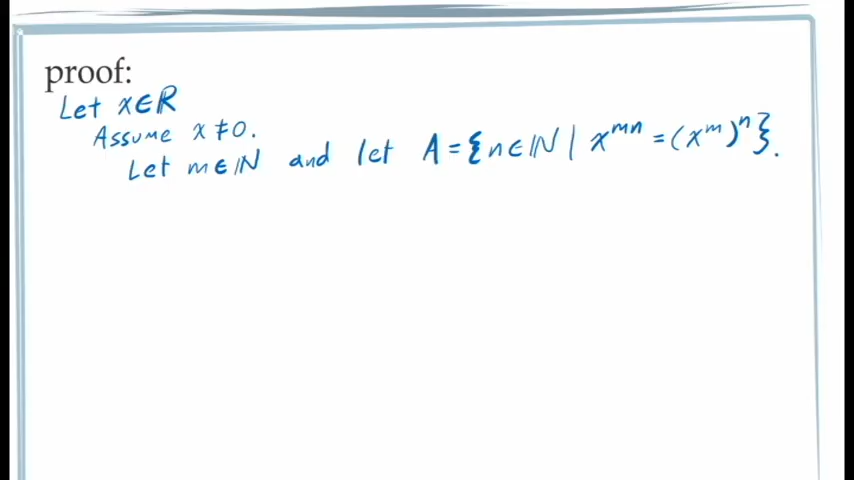 proof:
Let x∈ℝ
Assume x≠0.
Let m∈ℕ and let A={n∈ℕ| x^{mn}=(x^m)^n}.